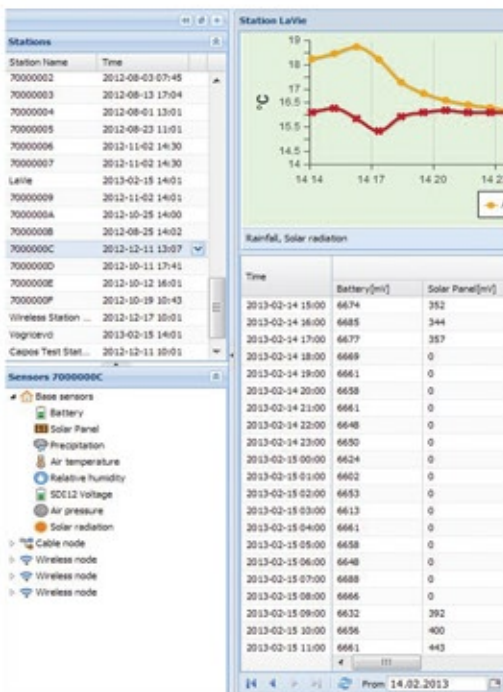 Stations
Station Name Time
70000002 2012-08-03 07:45
70000003 2012-08-13 17:04
70000004 2012-08-01 13:01
70000005 2012-08-23 11:01
70000006 2012-11-02 14:30
70000007 2012-11-02 14:30
LaVie 2013-02-15 14:01
70000009 2012-11-02 14:01
7000000A 2012-10-25 14:00
7000000B 2012-08-25 14:02
7000000C 2012-12-11 13:07
7000000D 2012-10-11 17:41
7000000E 2012-10-12 16:01
7000000F 2012-10-19 10:43
Wireless Station ... 2012-12-17 10:01
Vogricevo 2013-02-15 14:01
Caipos Test Stat... 2012-12-11 10:01
Sensors 7000000C
Base sensors
Battery
Solar Panel
Precipitation
Air temperature
Relative humidity
SDI12 Voltage
Air pressure
Solar radiation
Cable node
Wireless node
Wireless node
Wireless node
Station LaVie
19
18
17
16.5
15.5
14.5
14
°C
14 14 14 17 14 20 14 2
Rainfall, Solar radiation
Time Battery[mV] Solar Panel[mV]
2013-02-14 15:00 6674 352
2013-02-14 16:00 6685 344
2013-02-14 17:00 6677 357
2013-02-14 18:00 6669 0
2013-02-14 19:00 6661 0
2013-02-14 20:00 6658 0
2013-02-14 21:00 6661 0
2013-02-14 22:00 6648 0
2013-02-14 23:00 6650 0
2013-02-15 00:00 6624 0
2013-02-15 01:00 6602 0
2013-02-15 02:00 6653 0
2013-02-15 03:00 6613 0
2013-02-15 04:00 6661 0
2013-02-15 05:00 6658 0
2013-02-15 06:00 6648 0
2013-02-15 07:00 6688 0
2013-02-15 08:00 6666 0
2013-02-15 09:00 6632 392
2013-02-15 10:00 6656 400
2013-02-15 11:00 6661 443
From 14.02.2013